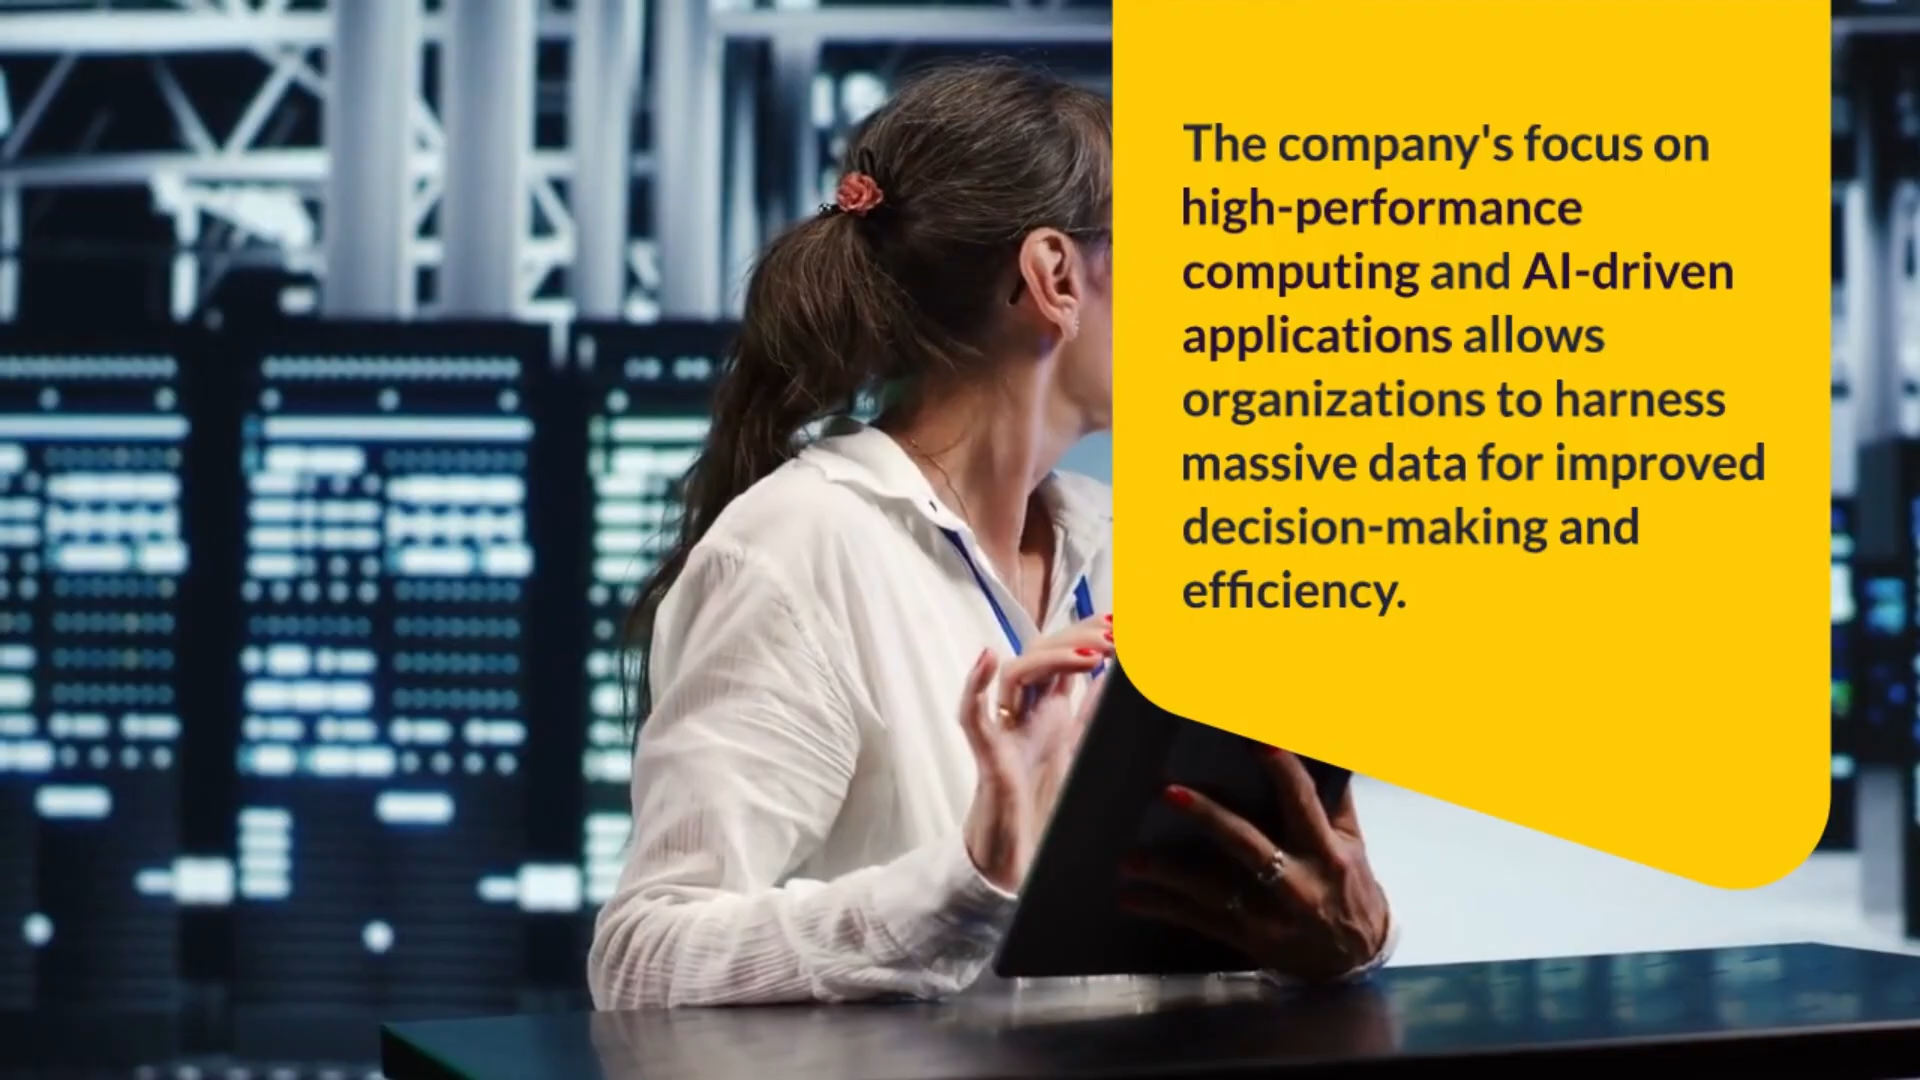 The company's focus on
high-performance
computing and AI-driven
applications allows
organizations to harness
massive data for improved
decision-making and
efficiency.